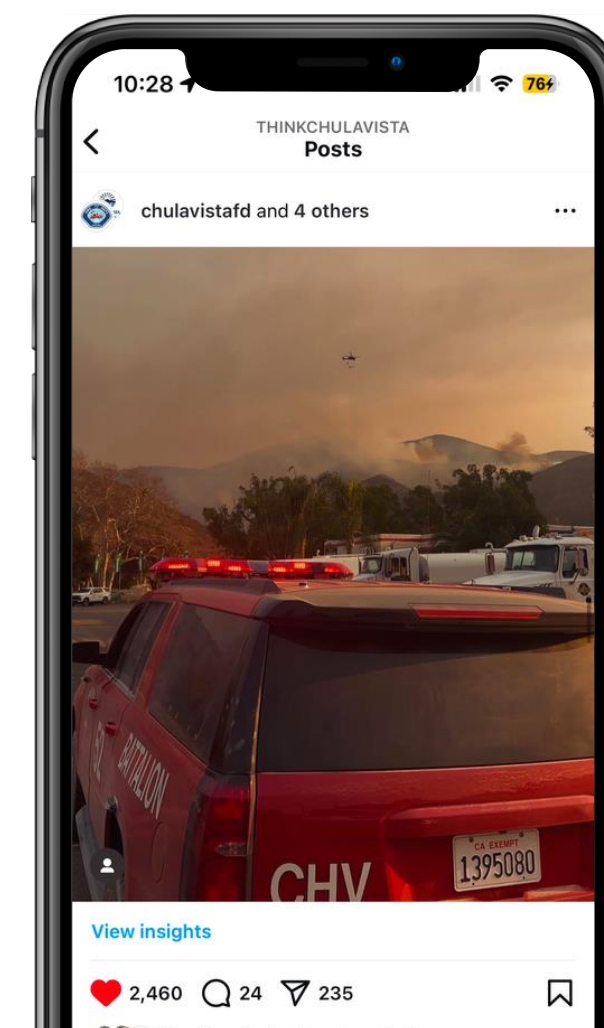 10:28
76
THINKCHULAVISTA
Posts
chulavistafd and 4 others
52
BATTALION
CA EXEMPT
1395080
CHV
View insights
2,460 24 235